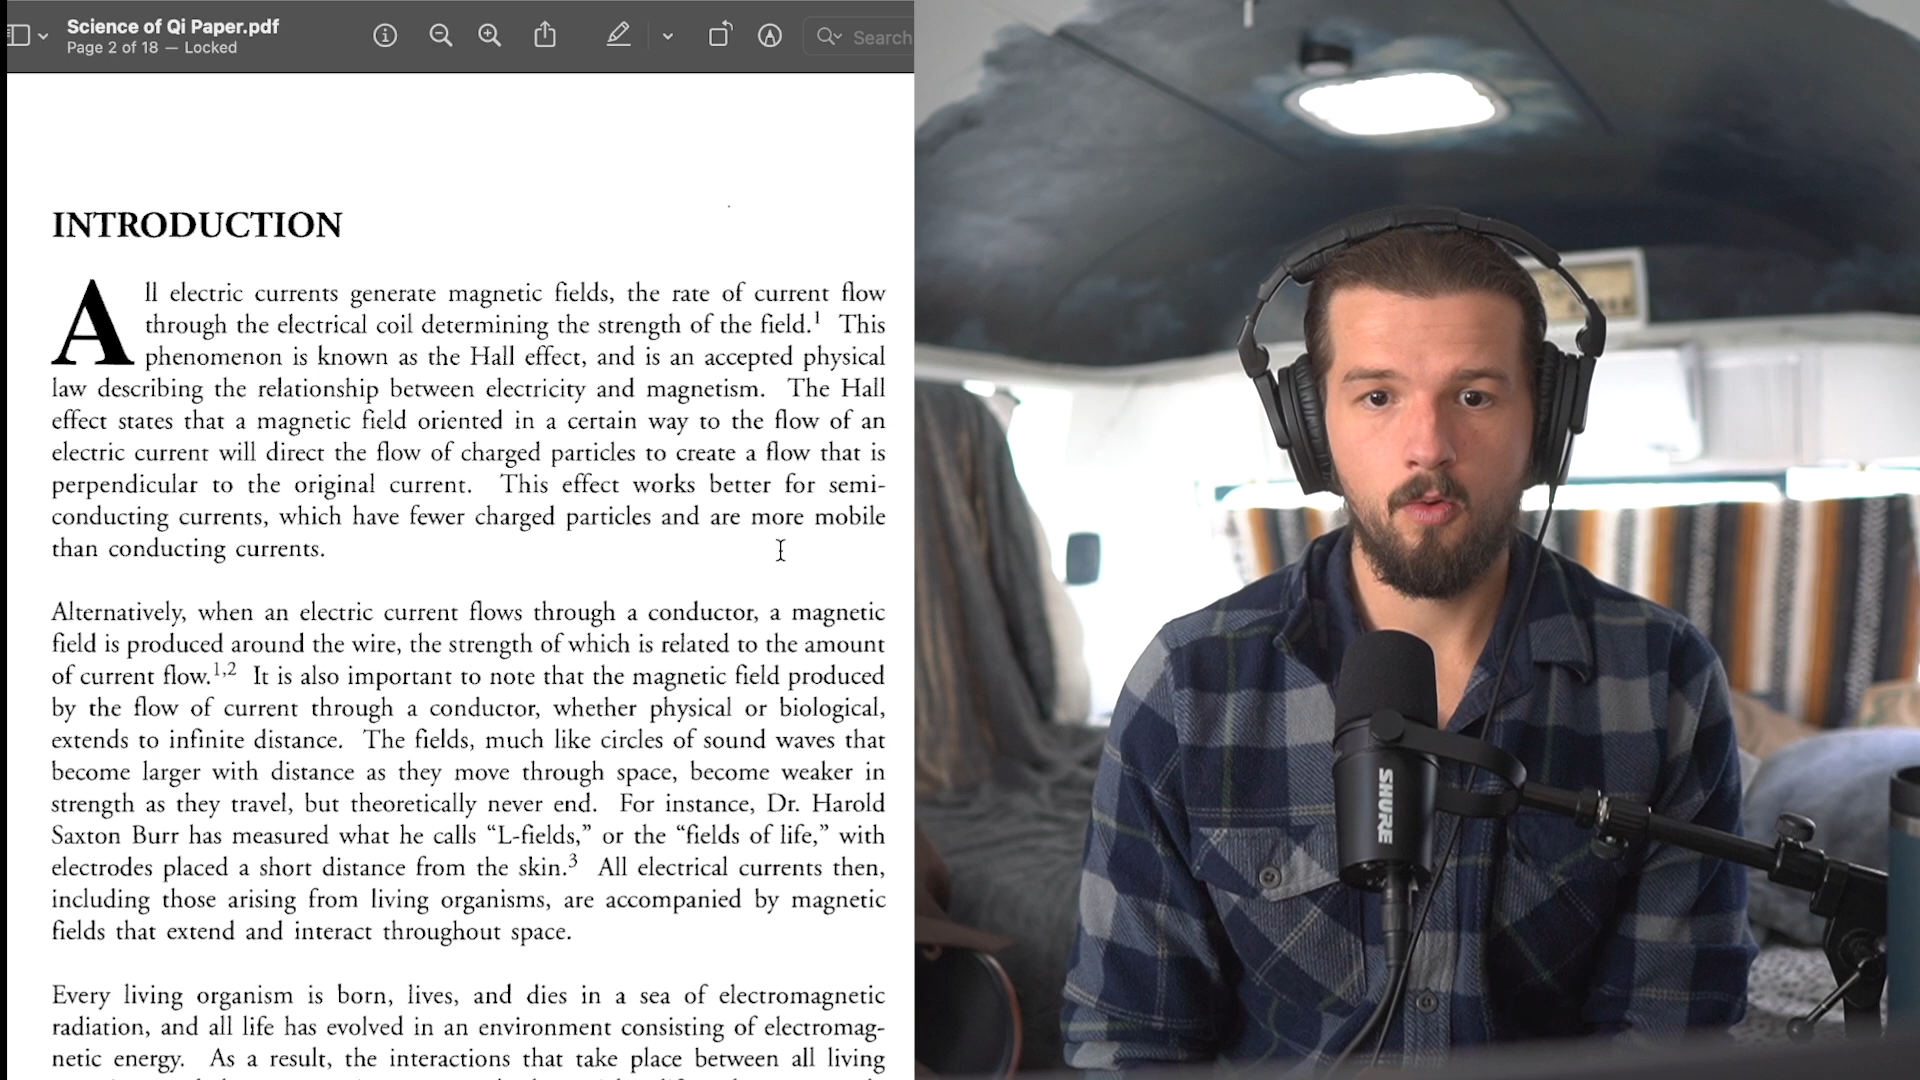 Science of Qi Paper.pdf
Page 2 of 18 — Locked
Search
INTRODUCTION
All electric currents generate magnetic fields, the rate of current flow
through the electrical coil determining the strength of the field.1 This
phenomenon is known as the Hall effect, and is an accepted physical
law describing the relationship between electricity and magnetism. The Hall
effect states that a magnetic field oriented in a certain way to the flow of an
electric current will direct the flow of charged particles to create a flow that is
perpendicular to the original current. This effect works better for semi-
conducting currents, which have fewer charged particles and are more mobile
than conducting currents.
Alternatively, when an electric current flows through a conductor, a magnetic
field is produced around the wire, the strength of which is related to the amount
of current flow.1,2 It is also important to note that the magnetic field produced
by the flow of current through a conductor, whether physical or biological,
extends to infinite distance. The fields, much like circles of sound waves that
become larger with distance as they move through space, become weaker in
strength as they travel, but theoretically never end. For instance, Dr. Harold
Saxton Burr has measured what he calls “L-fields,” or the “fields of life,” with
electrodes placed a short distance from the skin.3 All electrical currents then,
including those arising from living organisms, are accompanied by magnetic
fields that extend and interact throughout space.
Every living organism is born, lives, and dies in a sea of electromagnetic
radiation, and all life has evolved in an environment consisting of electromag-
netic energy. As a result, the interactions that take place between all living
SHURE